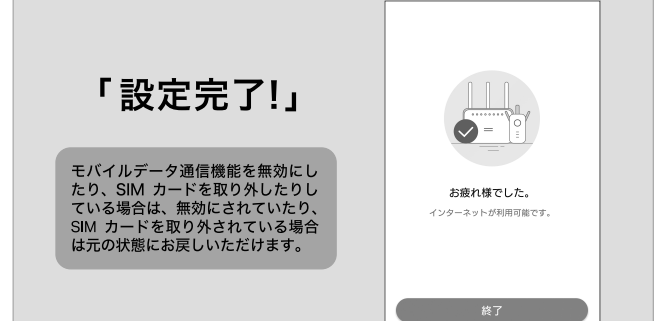 「設定完了!」
モバイルデータ通信機能を無効にし
たり、SIM カードを取り外したりし
ている場合は、無効にされていたり、
SIM カードを取り外されている場合
は元の状態にお戻しいただけます。
お疲れ様でした。
インターネットが利用可能です。
終了